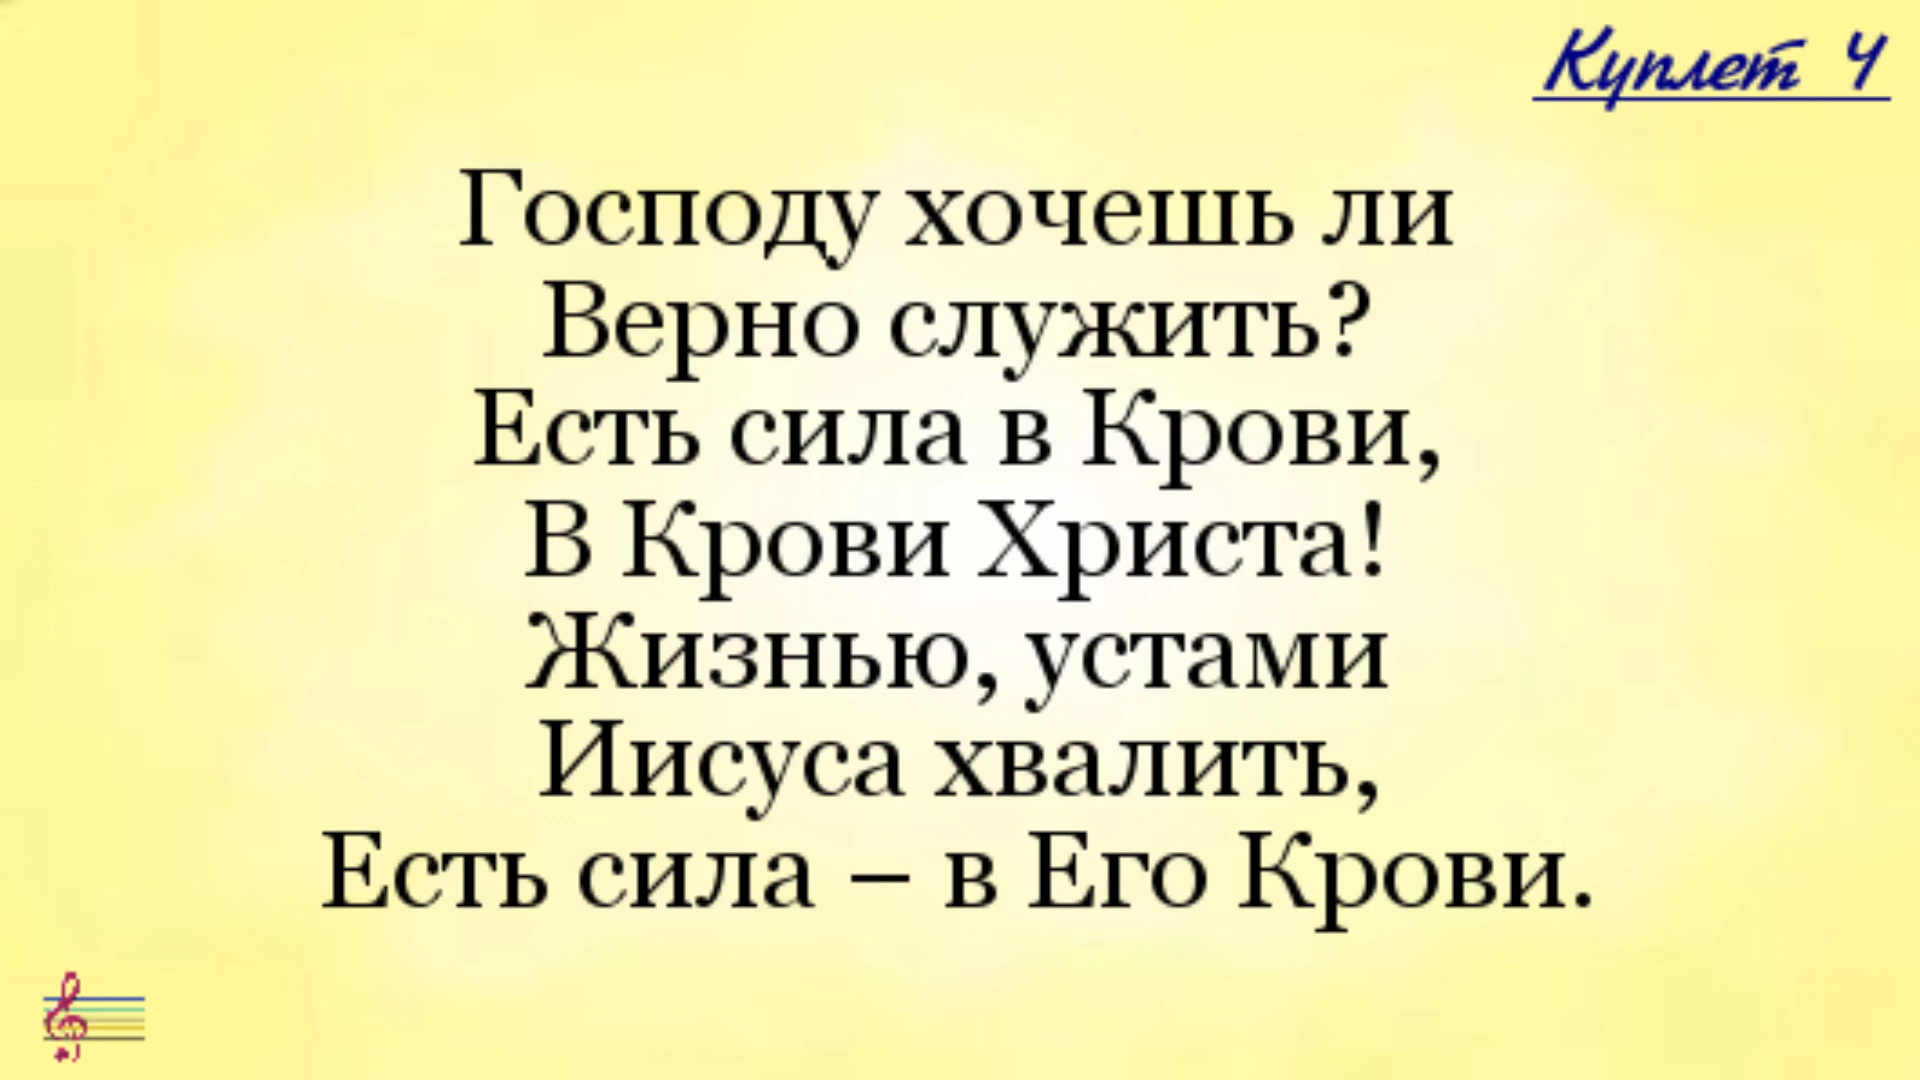 Куплет 4
Господу хочешь ли
Верно служить?
Есть сила в Крови,
В Крови Христа!
Жизнью, устами
Иисуса хвалить,
Есть сила – в Его Крови.